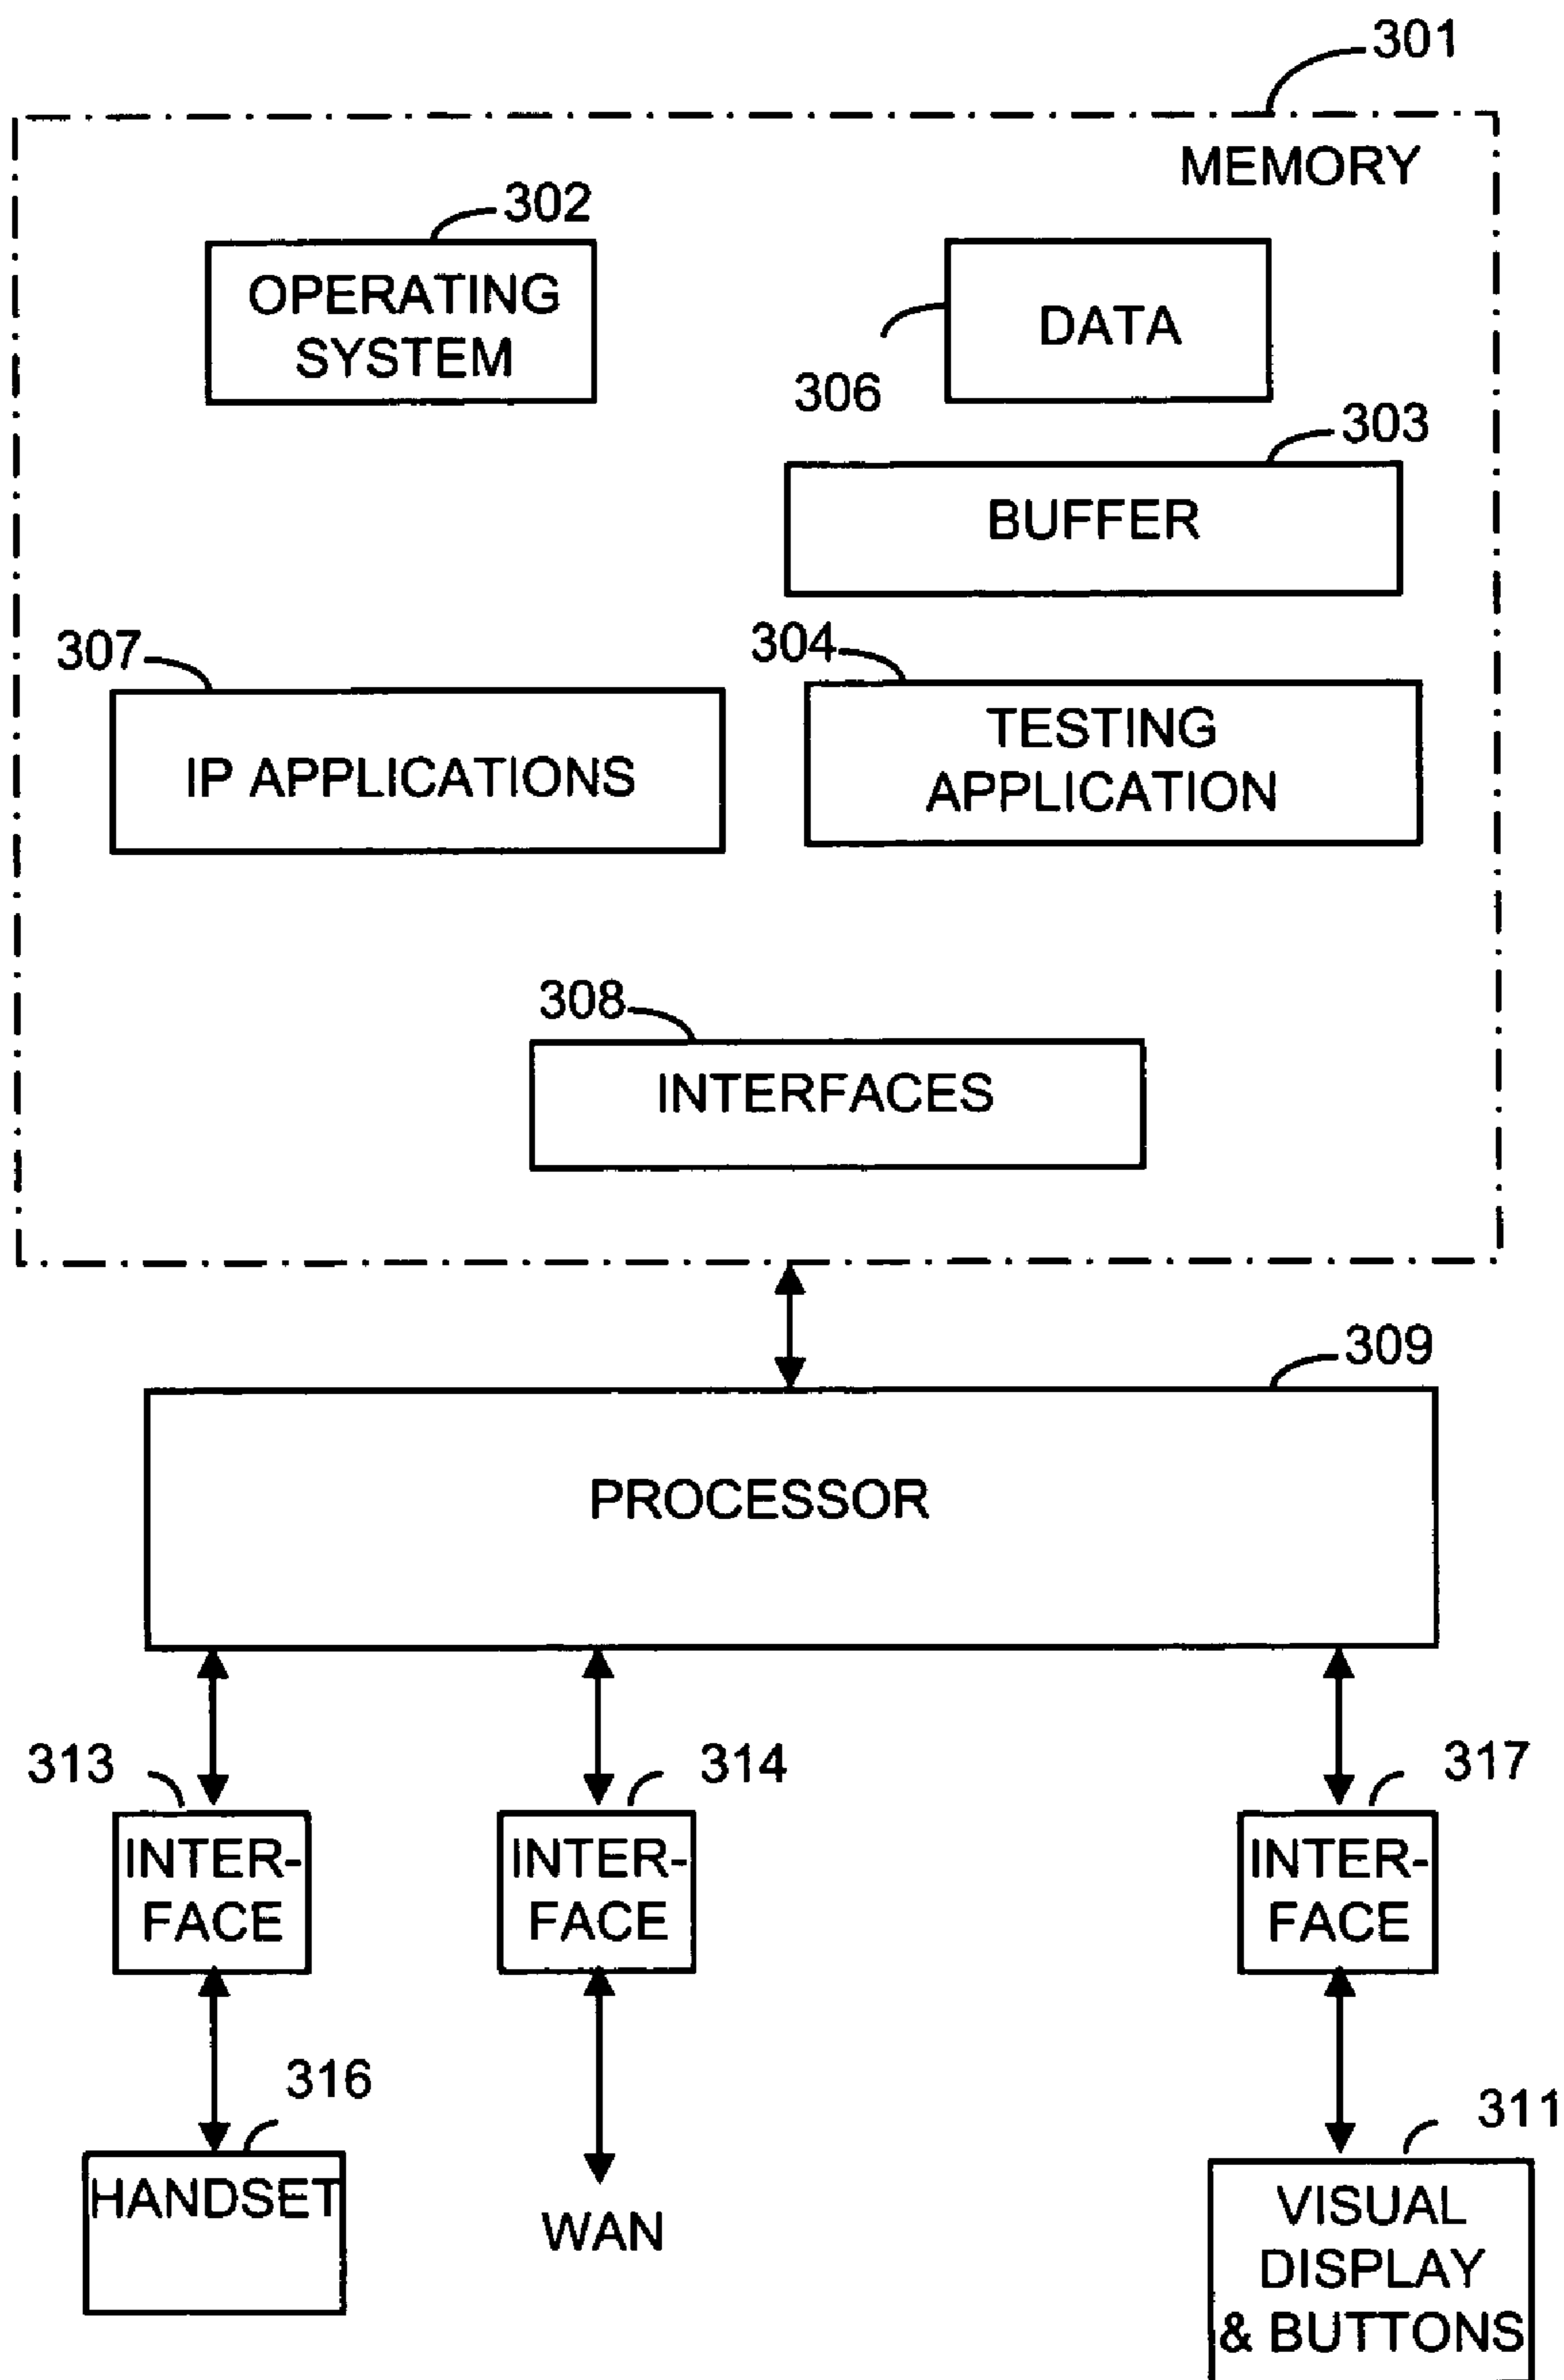 301
MEMORY
302
OPERATING
SYSTEM
DATA
306
303
BUFFER
307
IP APPLICATIONS
304
TESTING
APPLICATION
308
INTERFACES
309
PROCESSOR
313
INTER-
FACE
314
INTER-
FACE
317
INTER-
FACE
316
HANDSET
WAN
311
VISUAL
DISPLAY
& BUTTONS